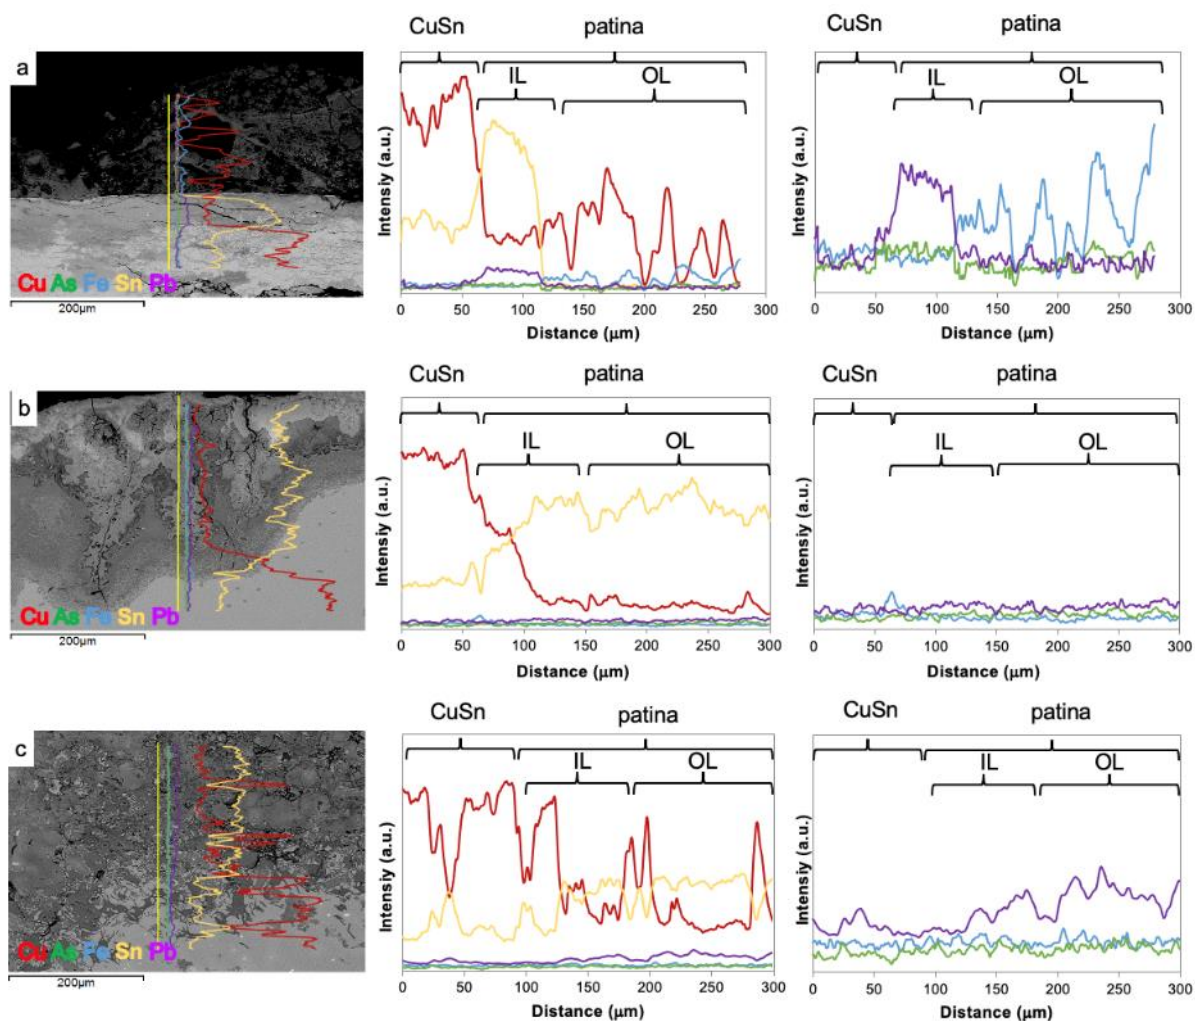 a
Cu As Fe Sn Pb
200µm
CuSn
patina
IL
OL
Intensiy (a.u.)
0 50 100 150 200 250 300
Distance (µm)
CuSn
patina
IL
OL
Intensiy (a.u.)
0 50 100 150 200 250 300
Distance (µm)
b
Cu As Fe Sn Pb
200µm
CuSn
patina
IL
OL
Intensiy (a.u.)
0 50 100 150 200 250 300
Distance (µm)
CuSn
patina
IL
OL
Intensiy (a.u.)
0 50 100 150 200 250 300
Distance (µm)
c
Cu As Fe Sn Pb
200µm
CuSn
patina
IL
OL
Intensiy (a.u.)
0 50 100 150 200 250 300
Distance (µm)
CuSn
patina
IL
OL
Intensiy (a.u.)
0 50 100 150 200 250 300
Distance (µm)